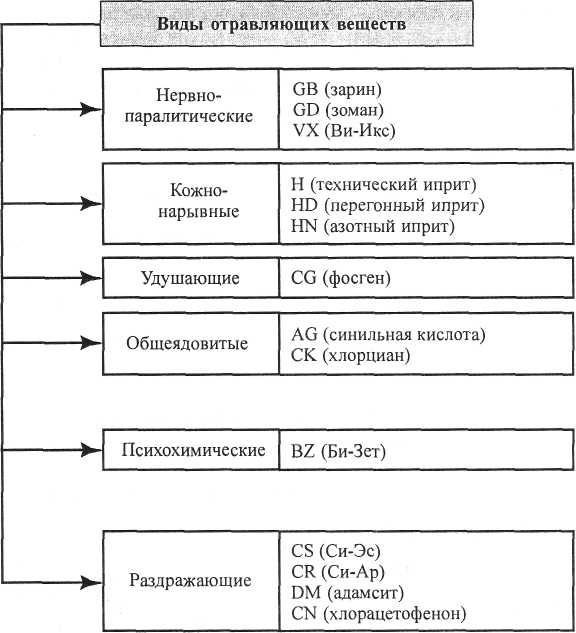 Виды отравляющих веществ
Нервно-
паралитические
GB (зарин)
GD (зоман)
VX (Ви-Икс)
Кожно-
нарывные
H (технический иприт)
HD (перегонный иприт)
HN (азотный иприт)
Удушающие
CG (фосген)
Общеядовитые
AG (синильная кислота)
CK (хлорциан)
Психохимические
BZ (Би-Зет)
Раздражающие
CS (Си-Эс)
CR (Си-Ар)
DM (адамсит)
CN (хлорацетофенон)